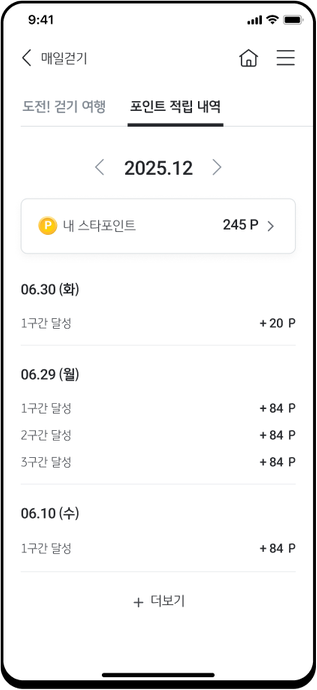 9:41
매일걷기
도전! 걷기 여행 포인트 적립 내역
2025.12
P 내 스타포인트 245 P
06.30 (화)
1구간 달성 + 20 P
06.29 (월)
1구간 달성 + 84 P
2구간 달성 + 84 P
3구간 달성 + 84 P
06.10 (수)
1구간 달성 + 84 P
+ 더보기